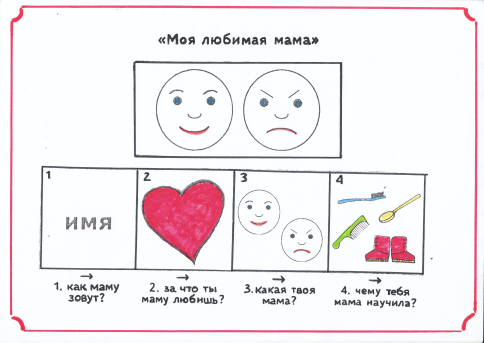 «Моя любимая мама»
1
2
3
4
имя
1. как маму
зовут?
2. за что ты
маму любишь?
3.какая твоя
мама?
4. чему тебя
мама научила?